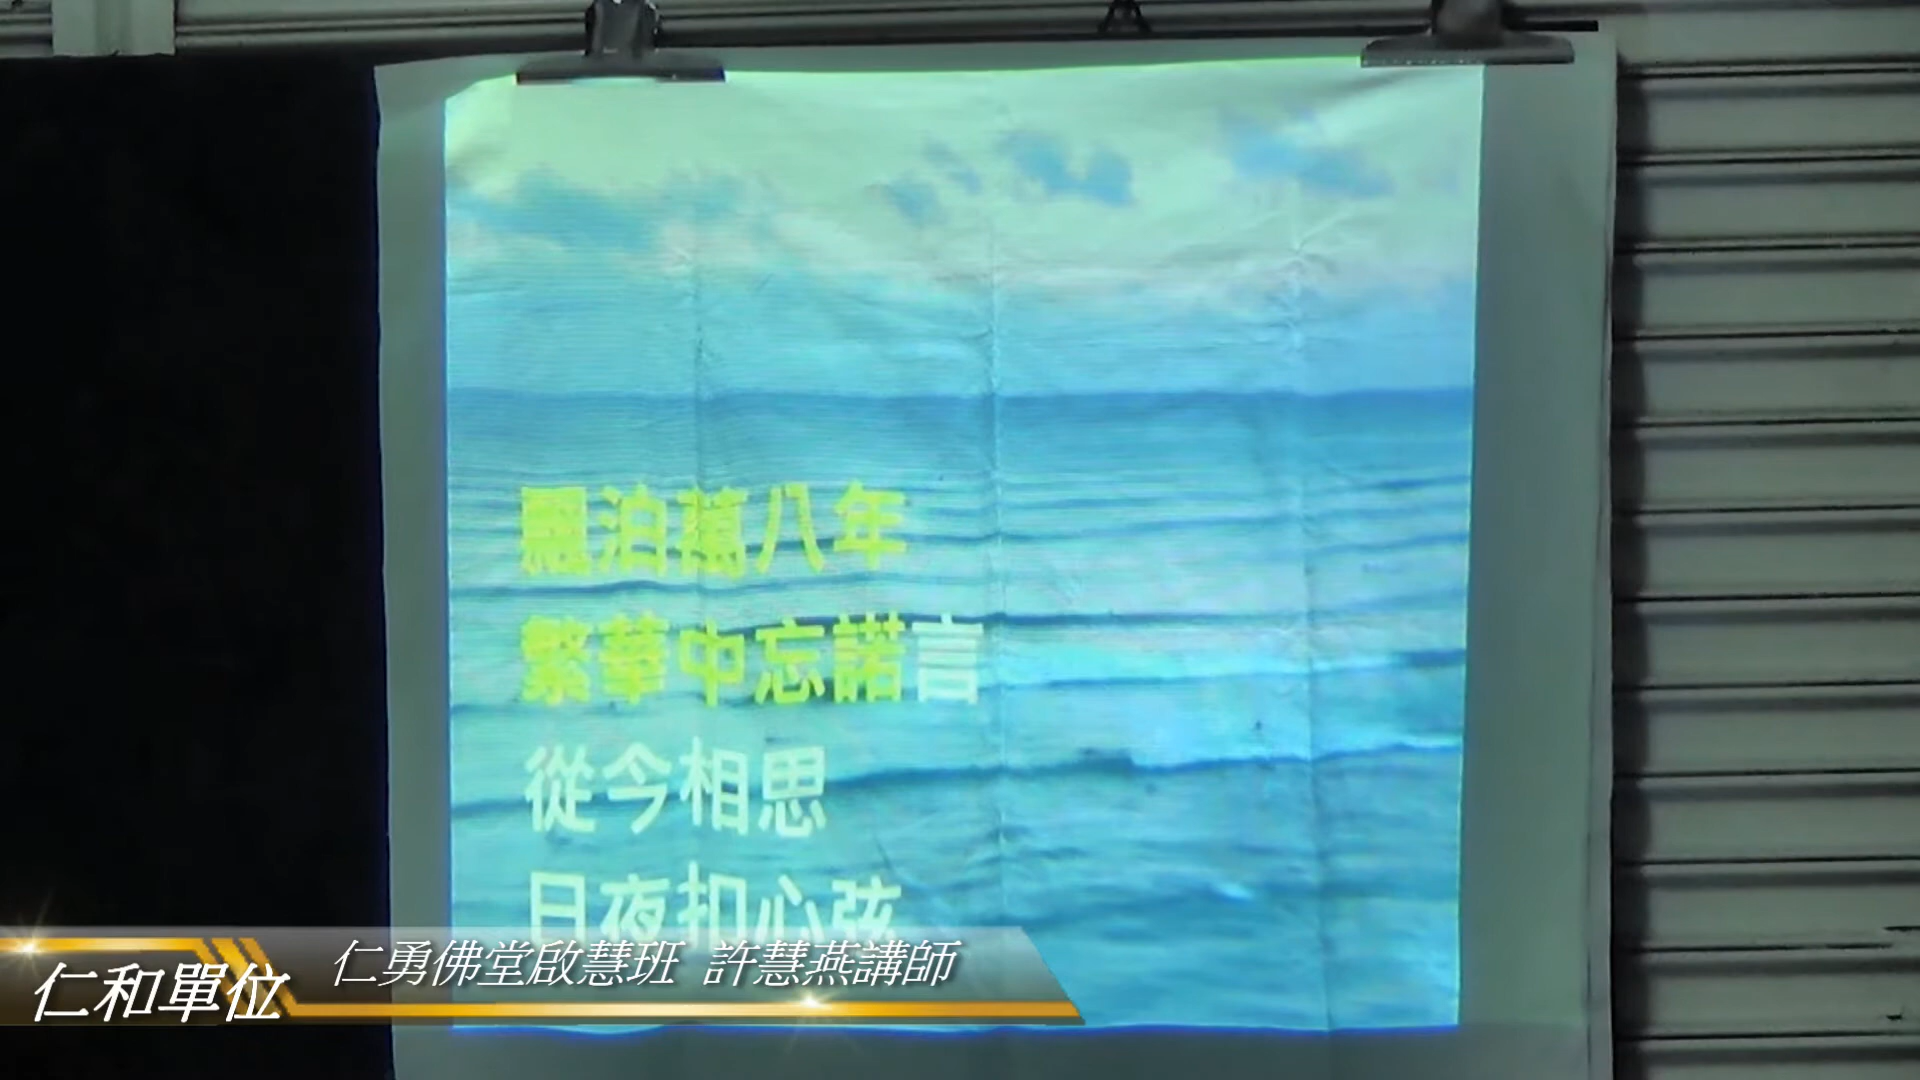 飄泊萬八年
繁華中忘諾言
從今相思
日夜扣心弦
仁和單位
仁勇佛堂啟慧班 許慧燕講師